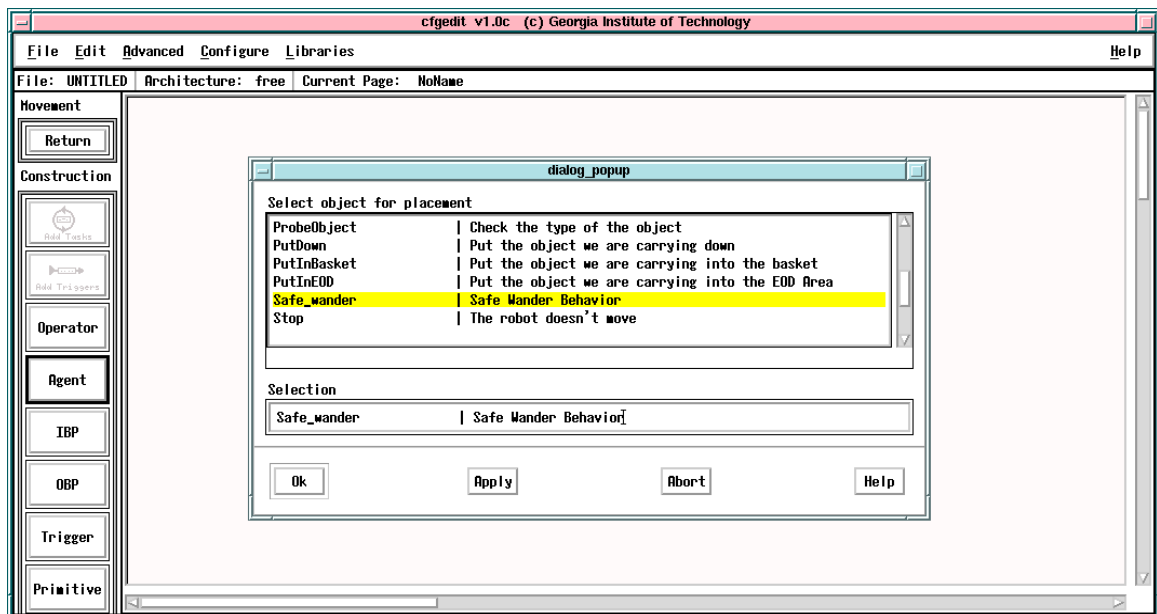 cfgedit v1.0c (c) Georgia Institute of Technology
File Edit Advanced Configure Libraries Help
File: UNTITLED Architecture: free Current Page: NoName
Movement
Return
Construction
Add Tasks
Add Triggers
Operator
Agent
IBP
OBP
Trigger
Primitive
dialog_popup
Select object for placement
ProbeObject | Check the type of the object
PutDown | Put the object we are carrying down
PutInBasket | Put the object we are carrying into the basket
PutInEOD | Put the object we are carrying into the EOD Area
Safe_wander | Safe Wander Behavior
Stop | The robot doesn't move
Selection
Safe_wander | Safe Wander Behavior
Ok Apply Abort Help